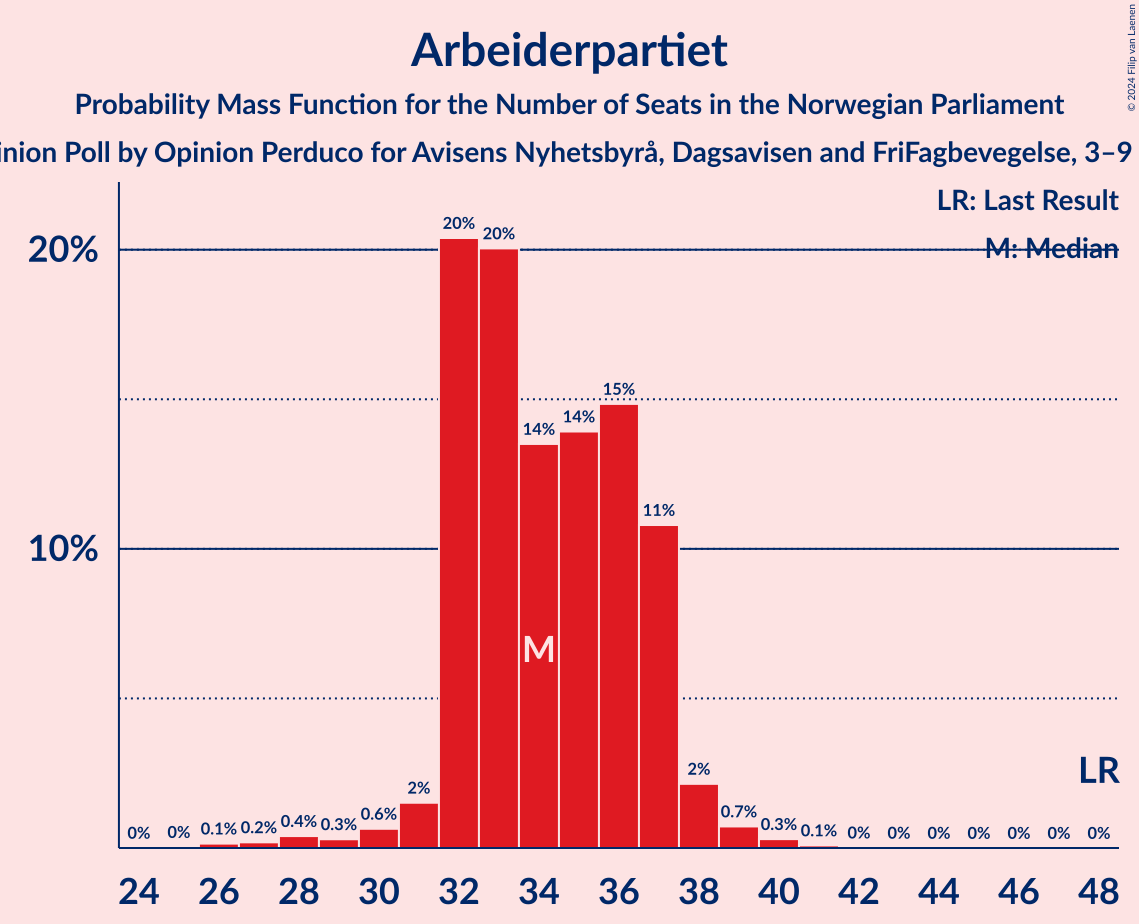 © 2024 Filip van Laenen
Arbeiderpartiet
Probability Mass Function for the Number of Seats in the Norwegian Parliament
inion Poll by Opinion Perduco for Avisens Nyhetsbyrå, Dagsavisen and FriFagbevegelse, 3–9
LR: Last Result
M: Median
20%
10%
0% 0% 0.1% 0.2% 0.4% 0.3% 0.6% 2% 20% 20% 14% 14% 15% 11% 2% 0.7% 0.3% 0.1% 0% 0% 0% 0% 0% 0% 0%
M
LR
24 26 28 30 32 34 36 38 40 42 44 46 48